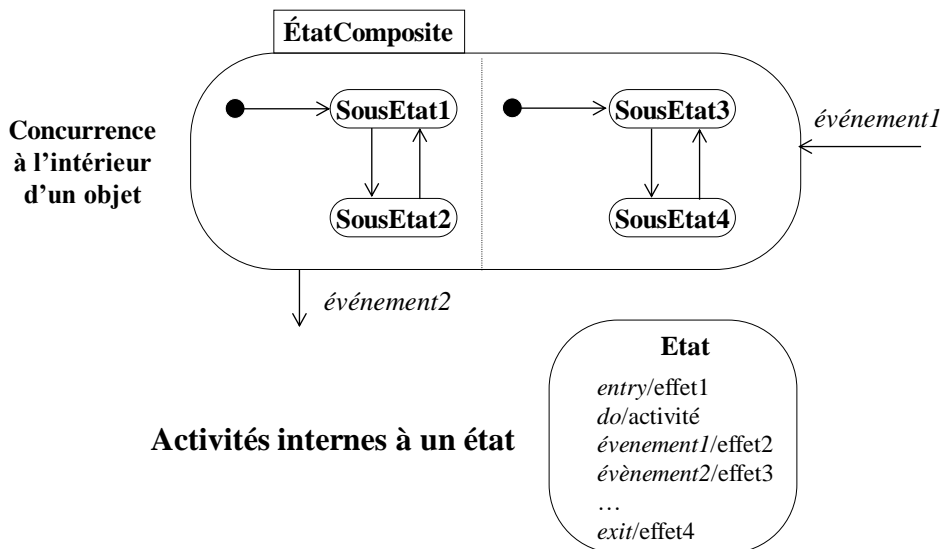 ÉtatComposite
SousEtat1
SousEtat3
événement1
Concurrence
à l’intérieur
d’un objet
SousEtat2
SousEtat4
événement2
Etat
entry/effet1
do/activité
Activités internes à un état
évenement1/effet2
évènement2/effet3
…
exit/effet4